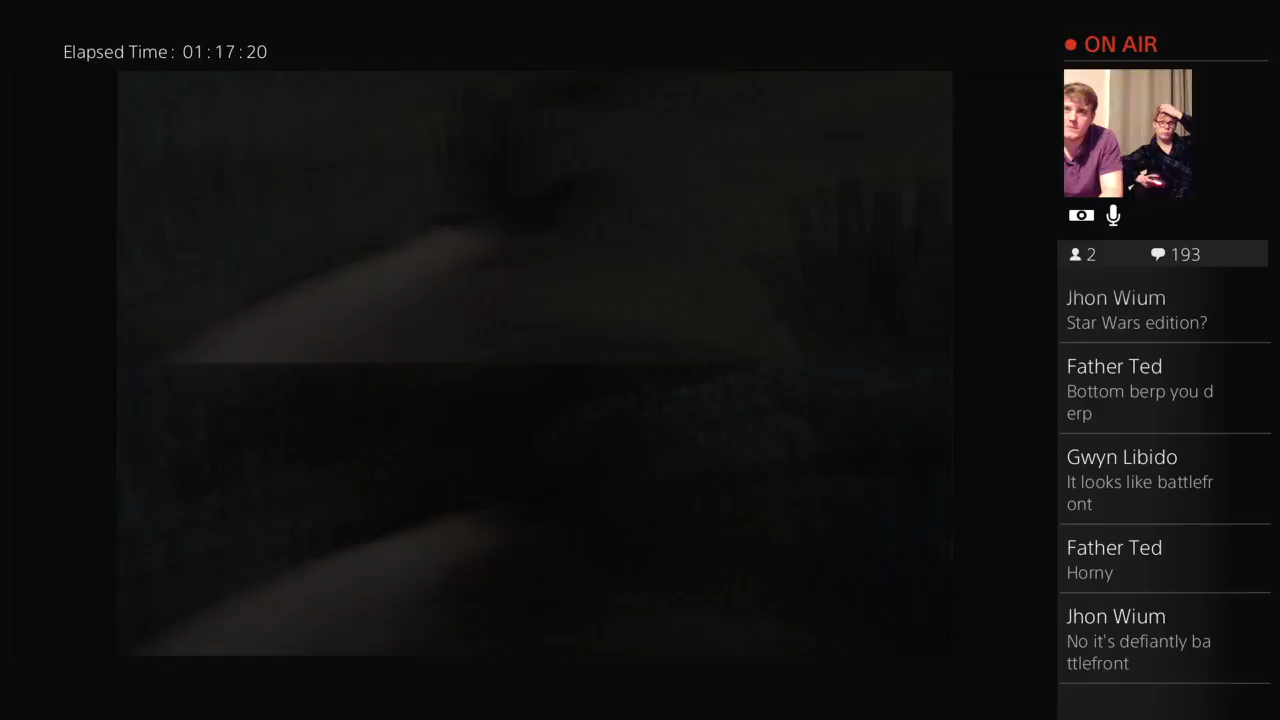 Elapsed Time: 01:17:20
ON AIR
2 193
Jhon Wium
Star Wars edition?
Father Ted
Bottom berp you d
erp
Gwyn Libido
It looks like battlefr
ont
Father Ted
Horny
Jhon Wium
No it's defiantly ba
ttlefront